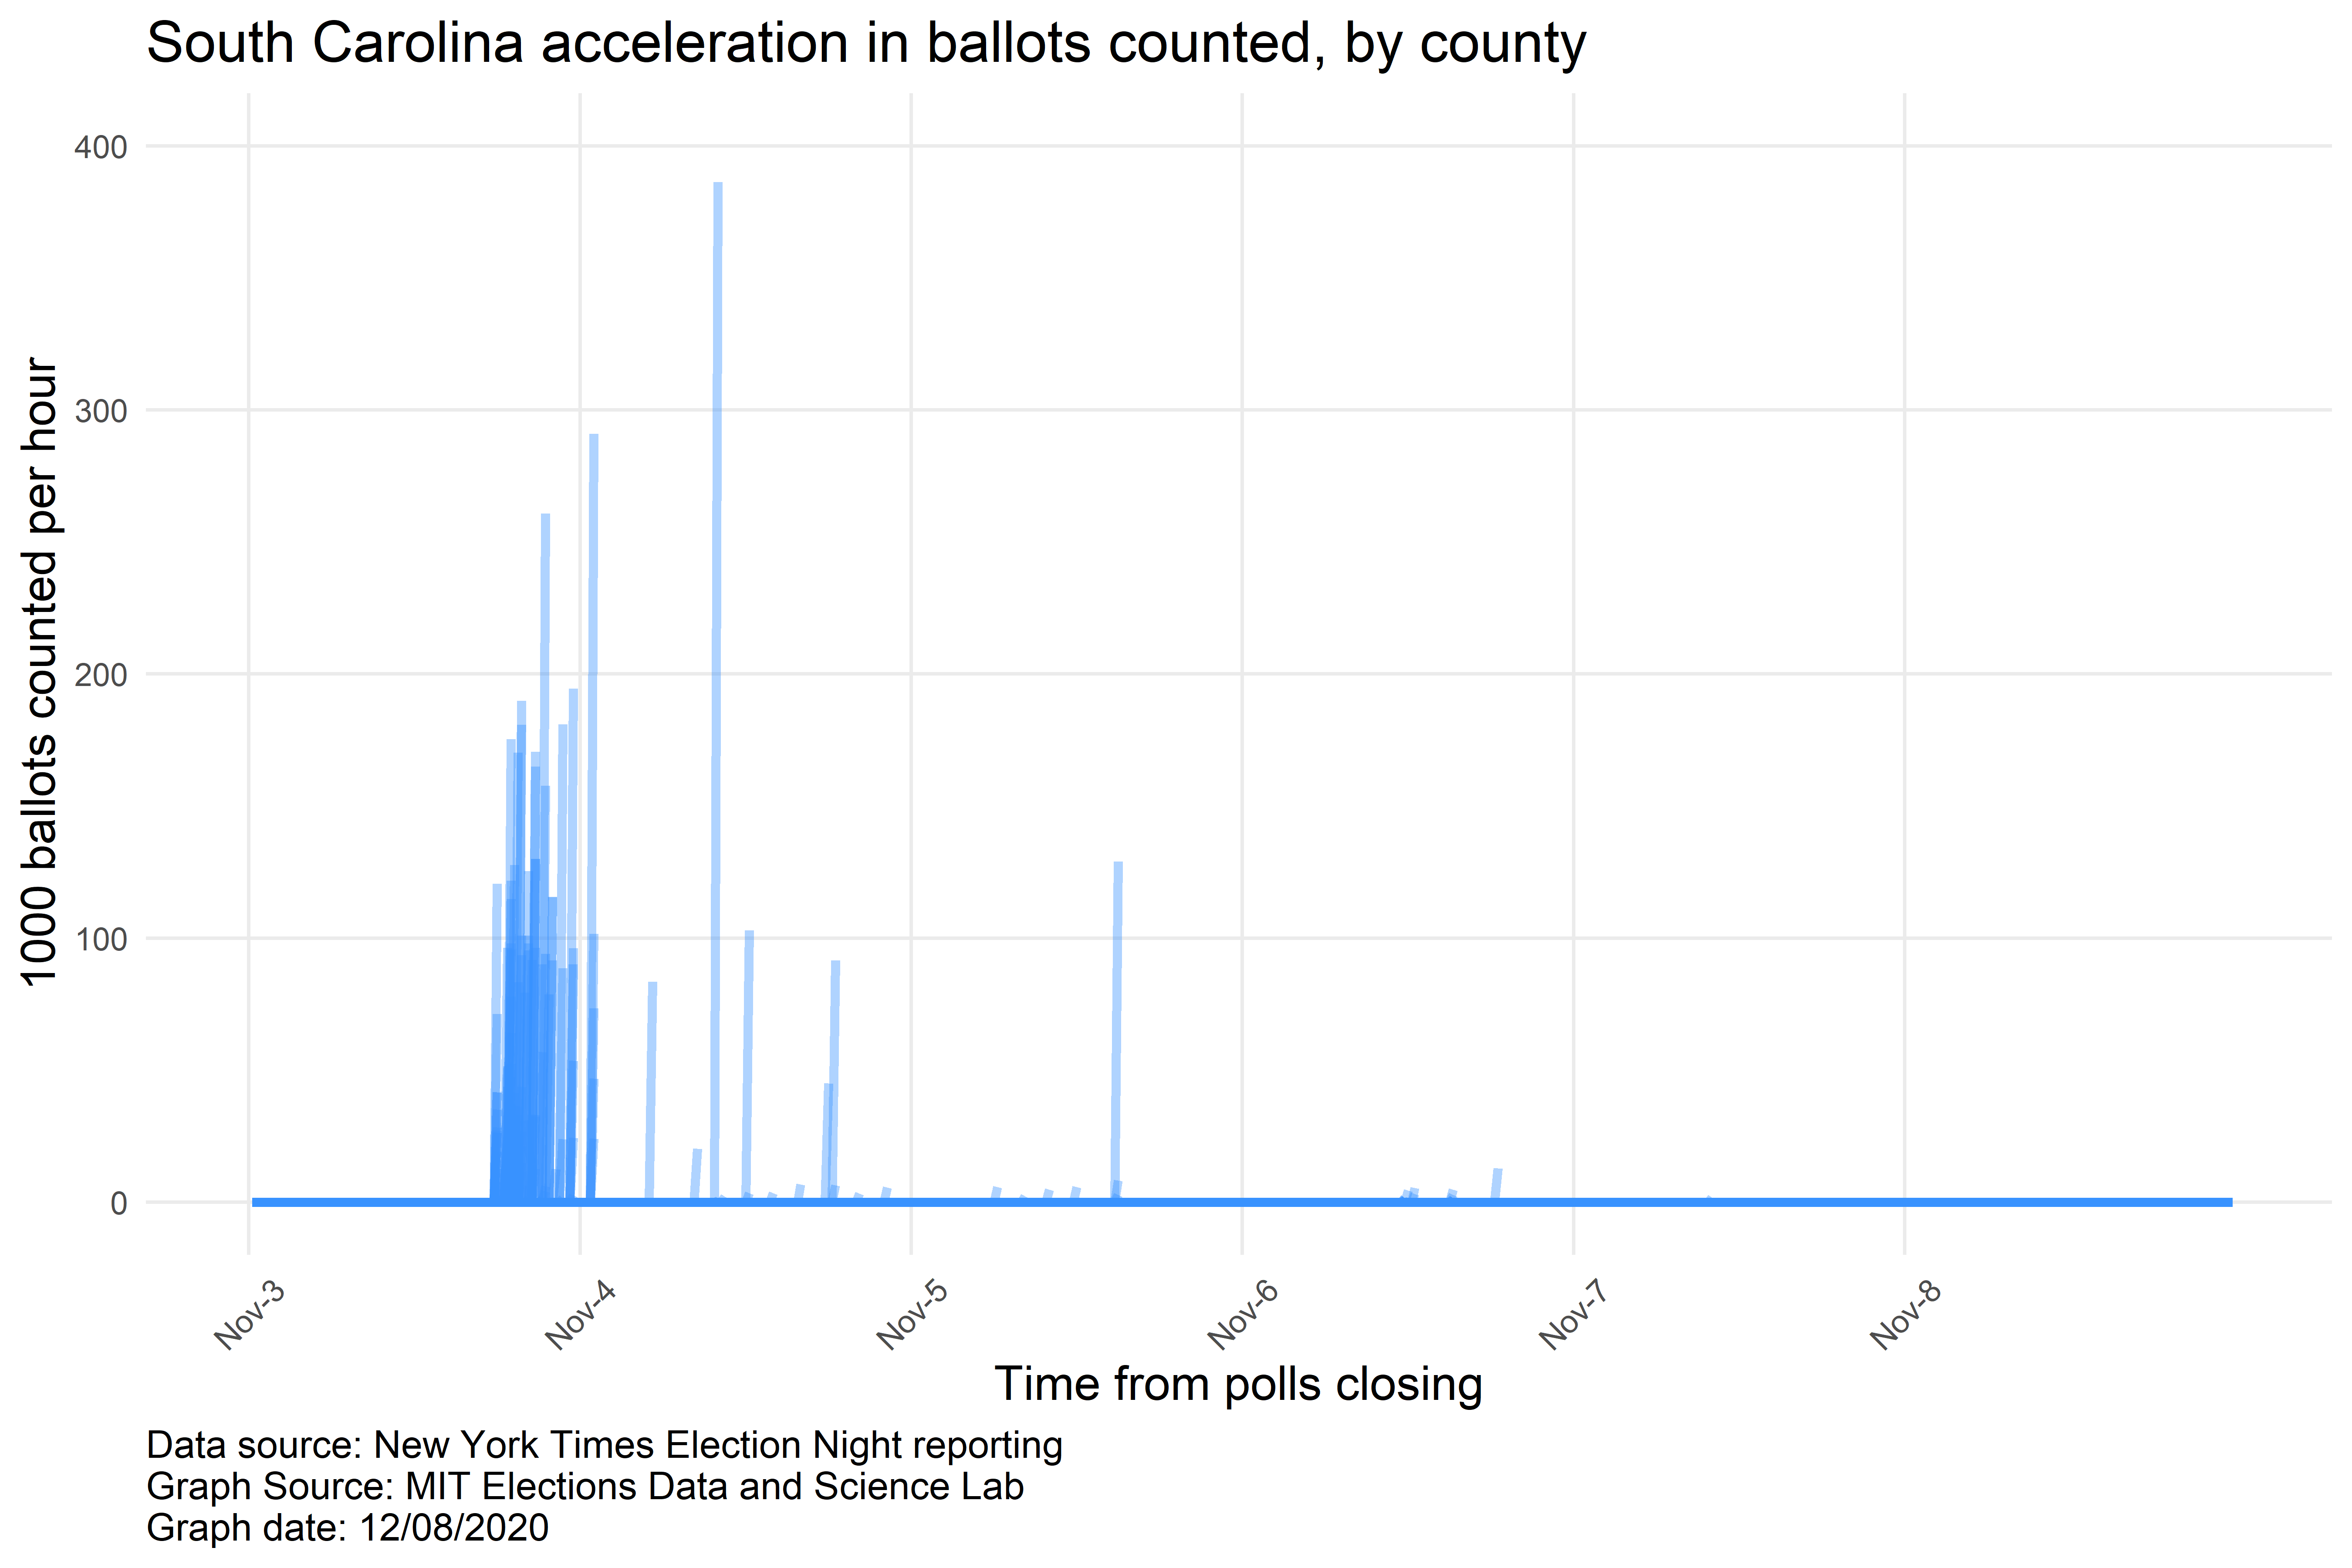 South Carolina acceleration in ballots counted, by county
1000 ballots counted per hour
400
300
200
100
0
Nov-3
Nov-4
Nov-5
Nov-6
Nov-7
Nov-8
Time from polls closing
Data source: New York Times Election Night reporting
Graph Source: MIT Elections Data and Science Lab
Graph date: 12/08/2020